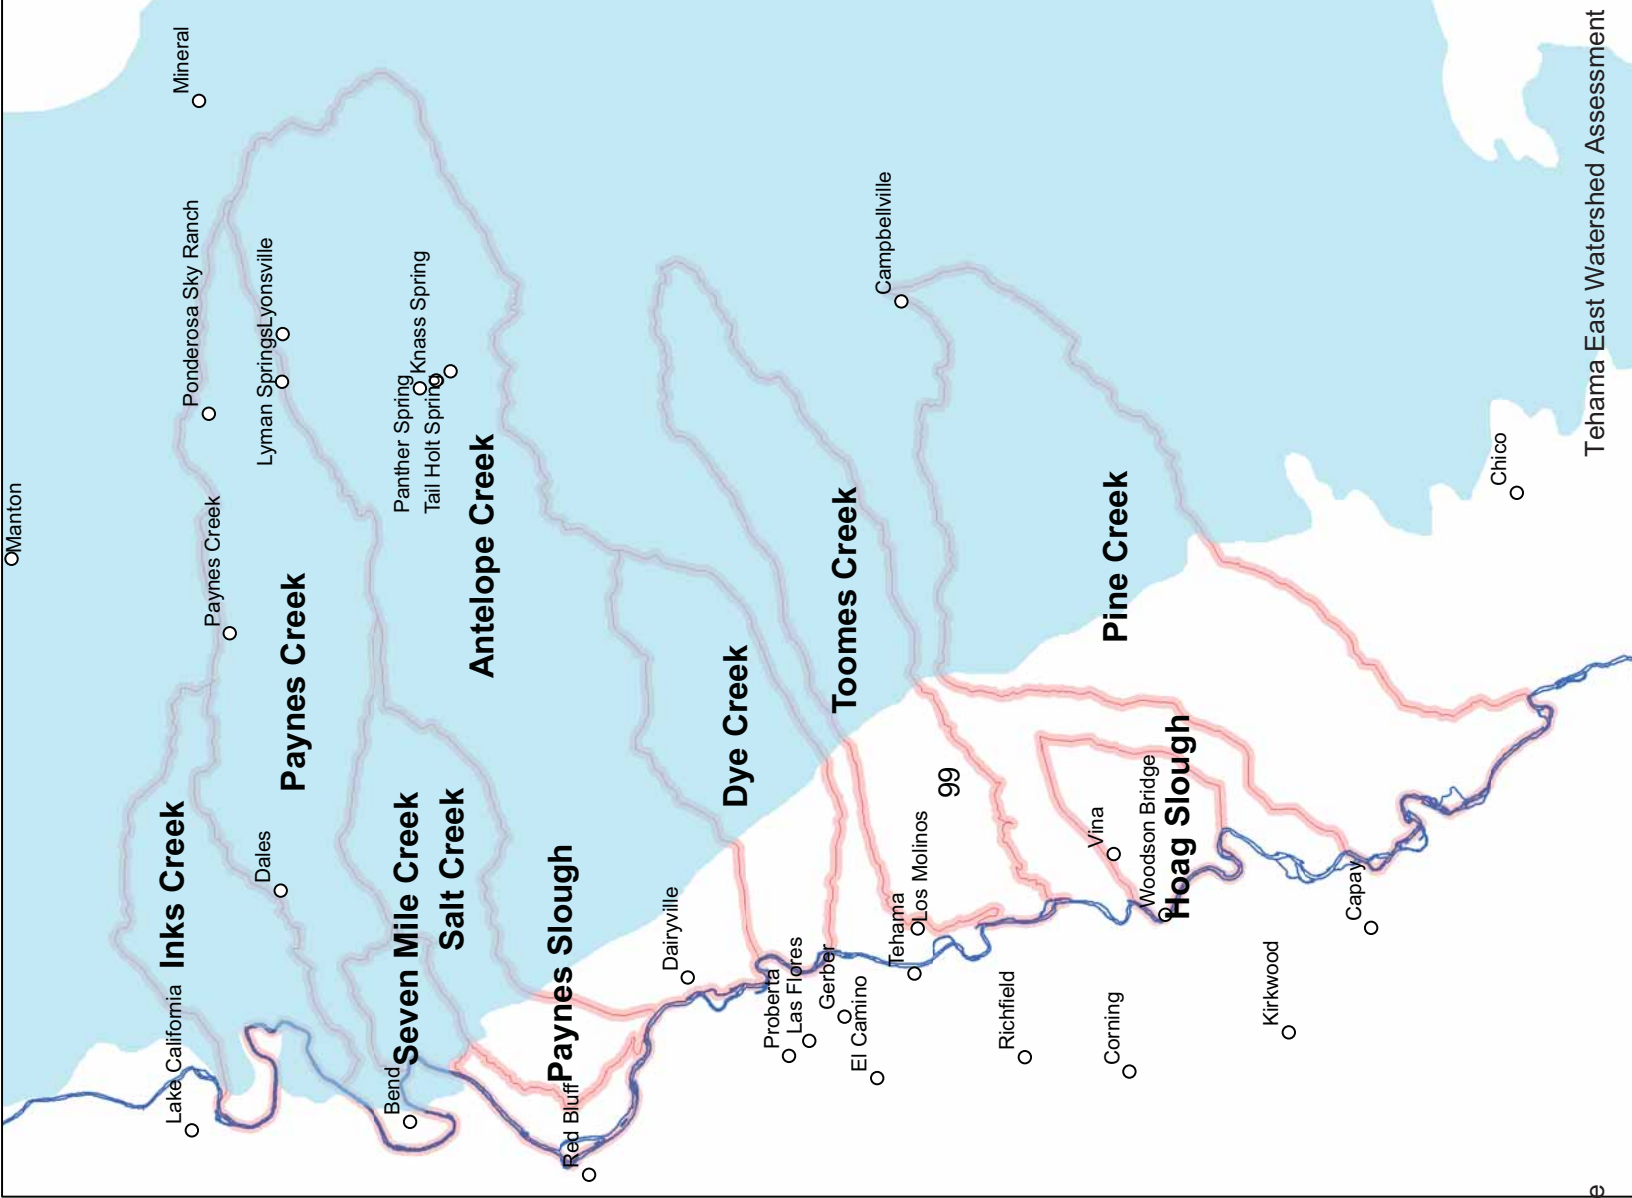 Manton
Mineral
Ponderosa Sky Ranch
Paynes Creek
Lake California
Inks Creek
Lyonsville
Lyman Springs
Dales
Paynes Creek
Knass Spring
Panther Spring
Tail Holt Spring
Bend
Seven Mile Creek
Salt Creek
Antelope Creek
Red Bluff
Paynes Slough
Dairyville
Dye Creek
Proberta
Las Flores
Gerber
El Camino
Toomes Creek
Campbellville
Tehama
Los Molinos
99
Richfield
Pine Creek
Vina
Corning
Woodson Bridge
Hoag Slough
Kirkwood
Capay
Chico
Tehama East Watershed Assessment
e